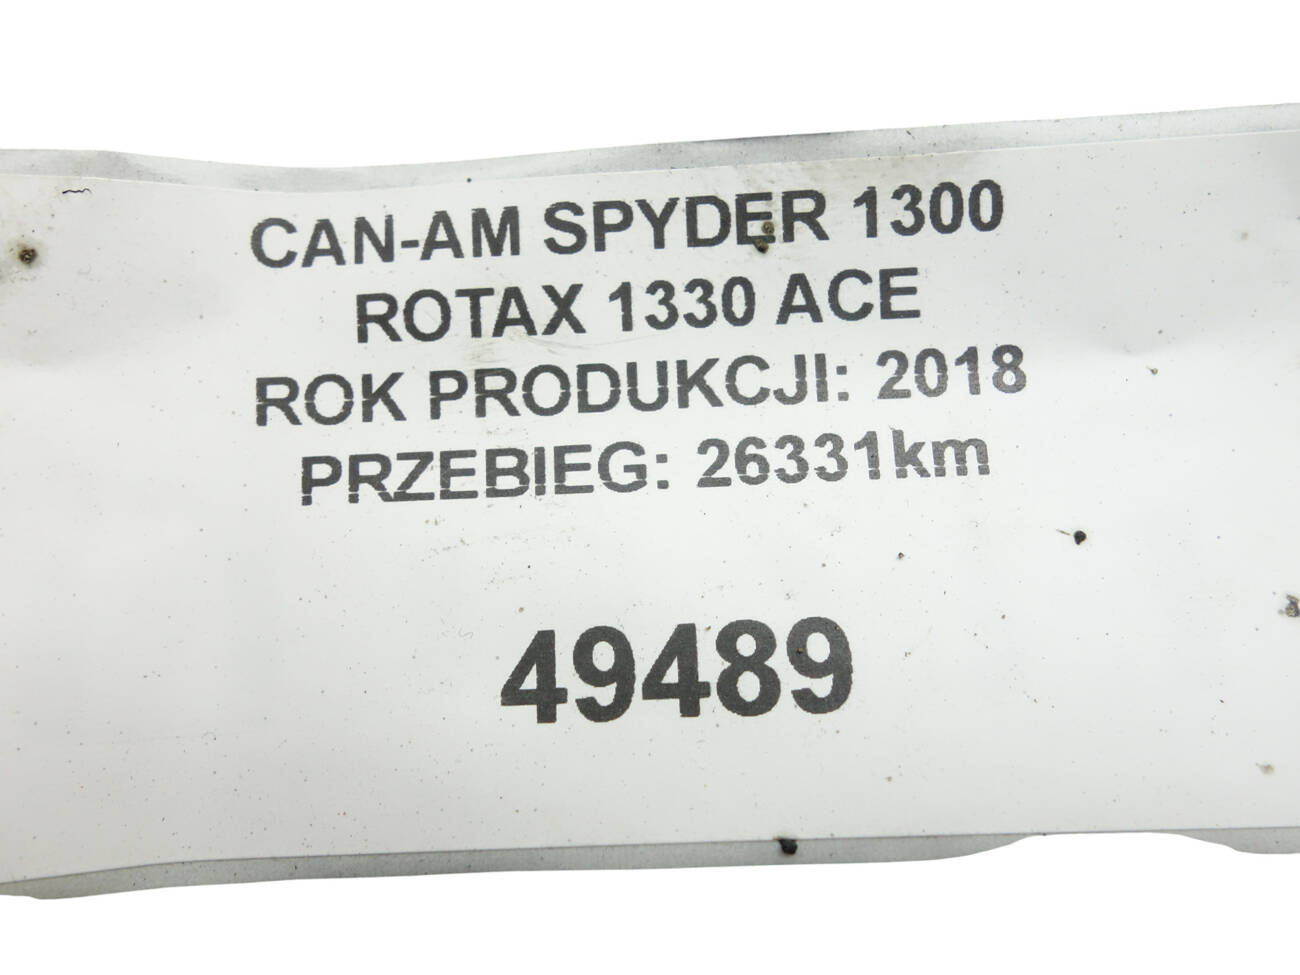 CAN-AM SPYDER 1300
ROTAX 1330 ACE
ROK PRODUKCJI: 2018
PRZEBIEG: 26331km
49489